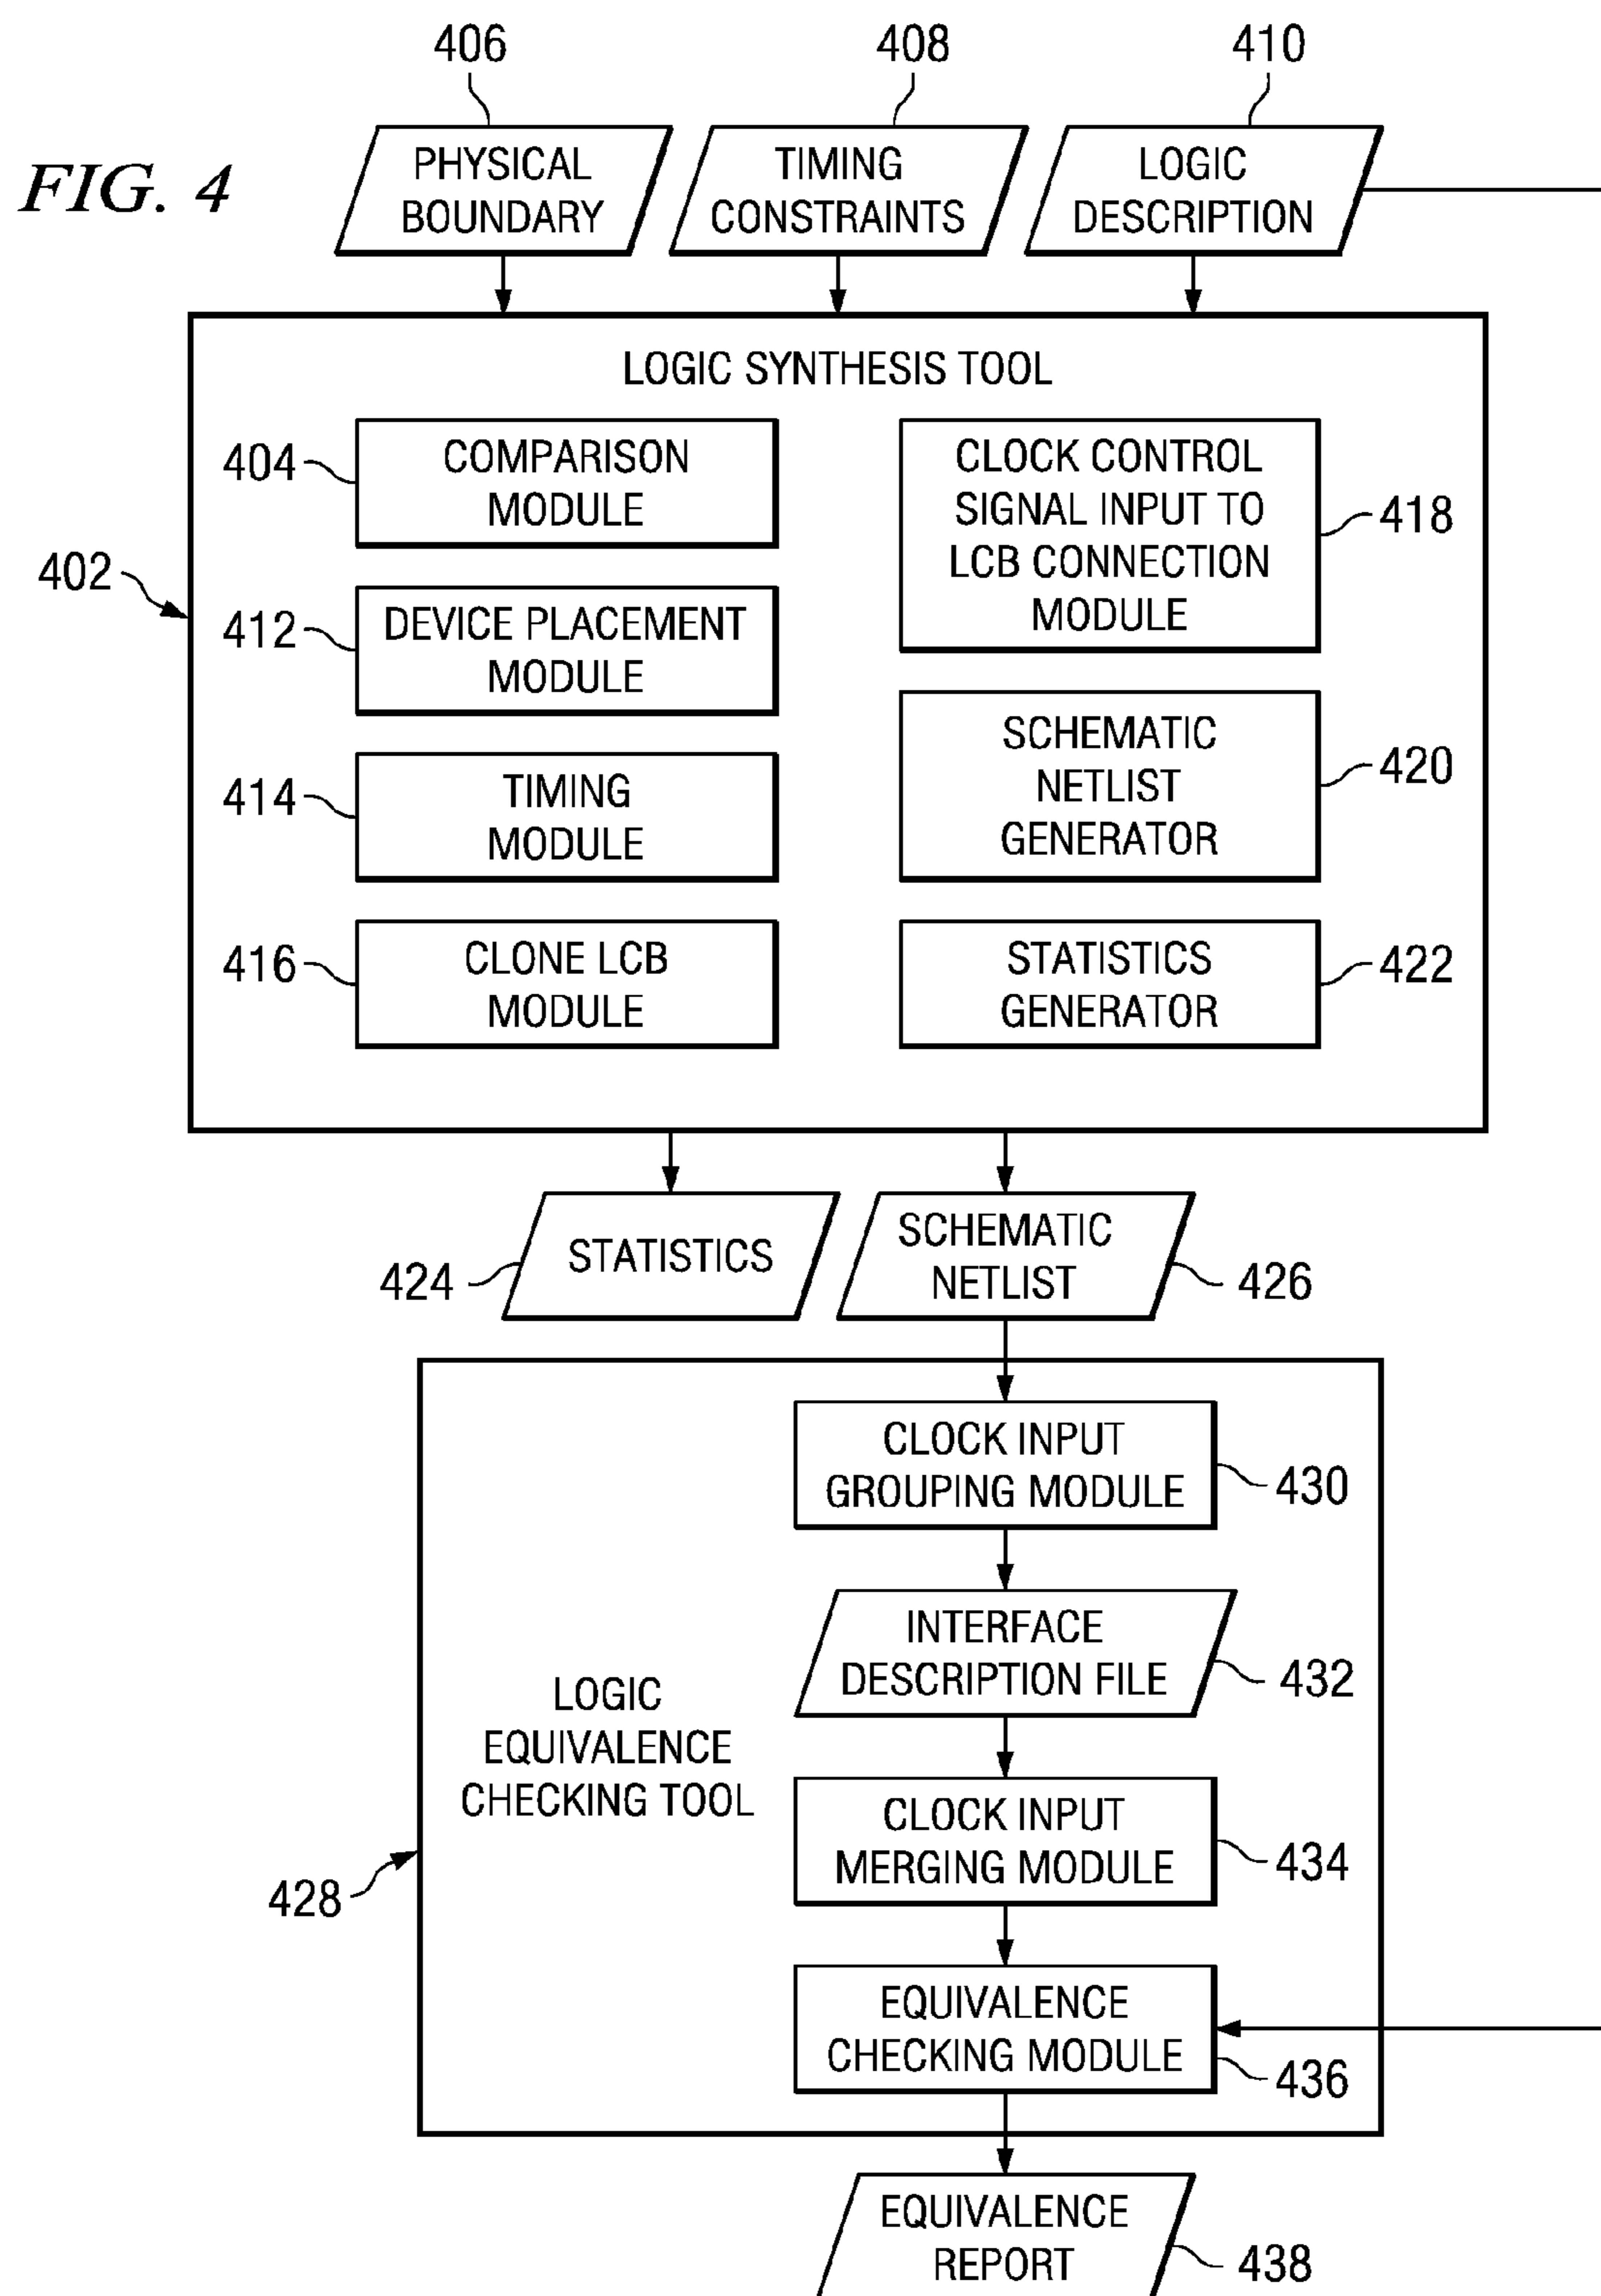 406
408
410
FIG. 4
PHYSICAL
BOUNDARY
TIMING
CONSTRAINTS
LOGIC
DESCRIPTION
LOGIC SYNTHESIS TOOL
402
404
COMPARISON
MODULE
412
DEVICE PLACEMENT
MODULE
414
TIMING
MODULE
416
CLONE LCB
MODULE
CLOCK CONTROL
SIGNAL INPUT TO
LCB CONNECTION
MODULE
418
SCHEMATIC
NETLIST
GENERATOR
420
STATISTICS
GENERATOR
422
424
STATISTICS
SCHEMATIC
NETLIST
426
LOGIC
EQUIVALENCE
CHECKING TOOL
428
CLOCK INPUT
GROUPING MODULE
430
INTERFACE
DESCRIPTION FILE
432
CLOCK INPUT
MERGING MODULE
434
EQUIVALENCE
CHECKING MODULE
436
EQUIVALENCE
REPORT
438